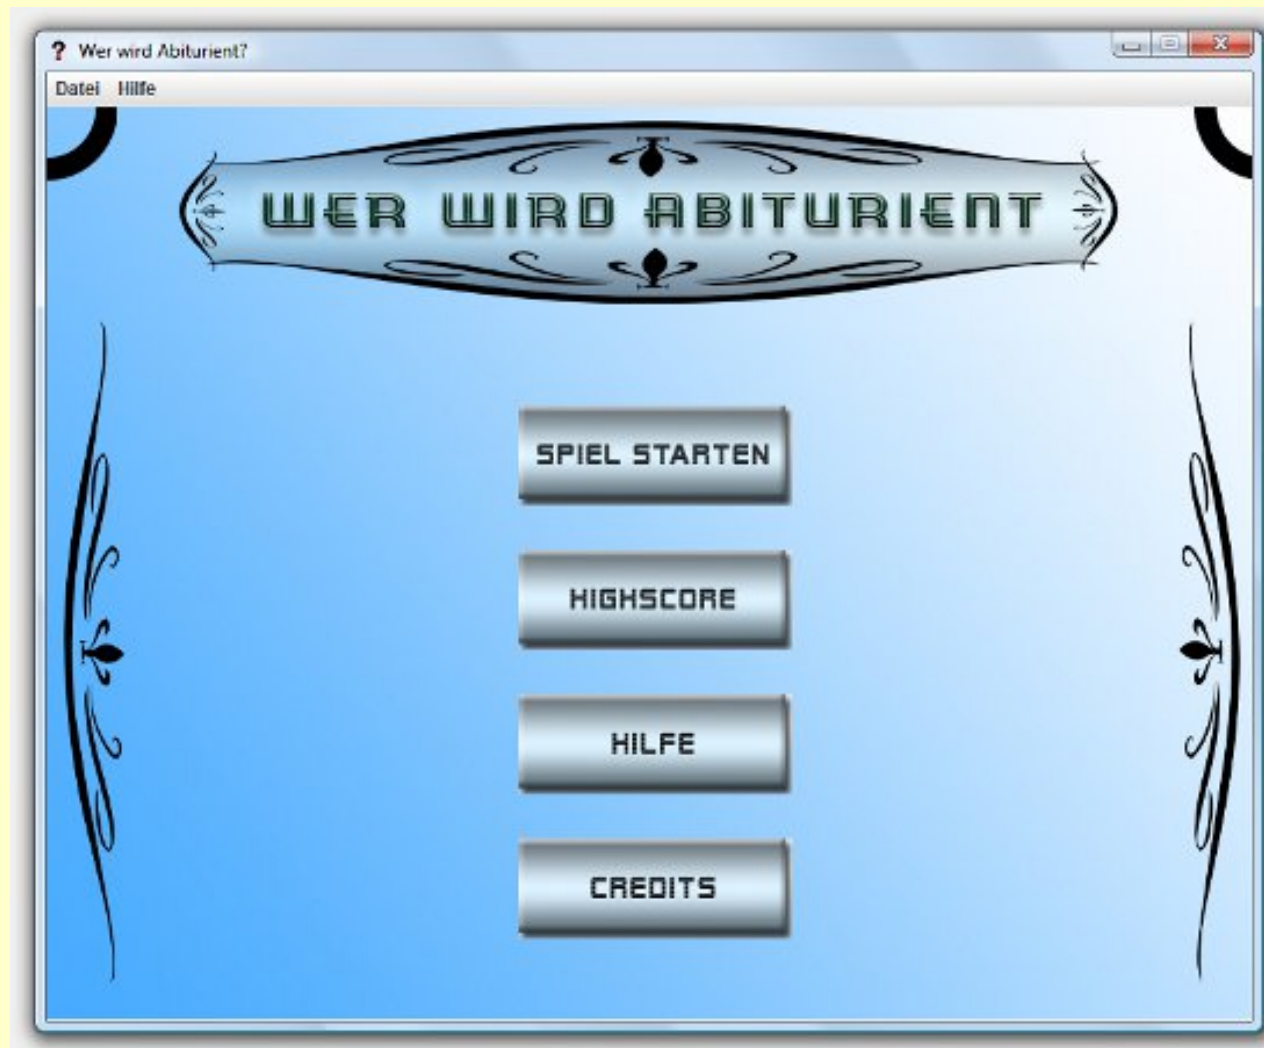 Wer wird Abiturient?
Datei Hilfe
WER WIRD ABITURIENT
SPIEL STARTEN
HIGHSCORE
HILFE
CREDITS